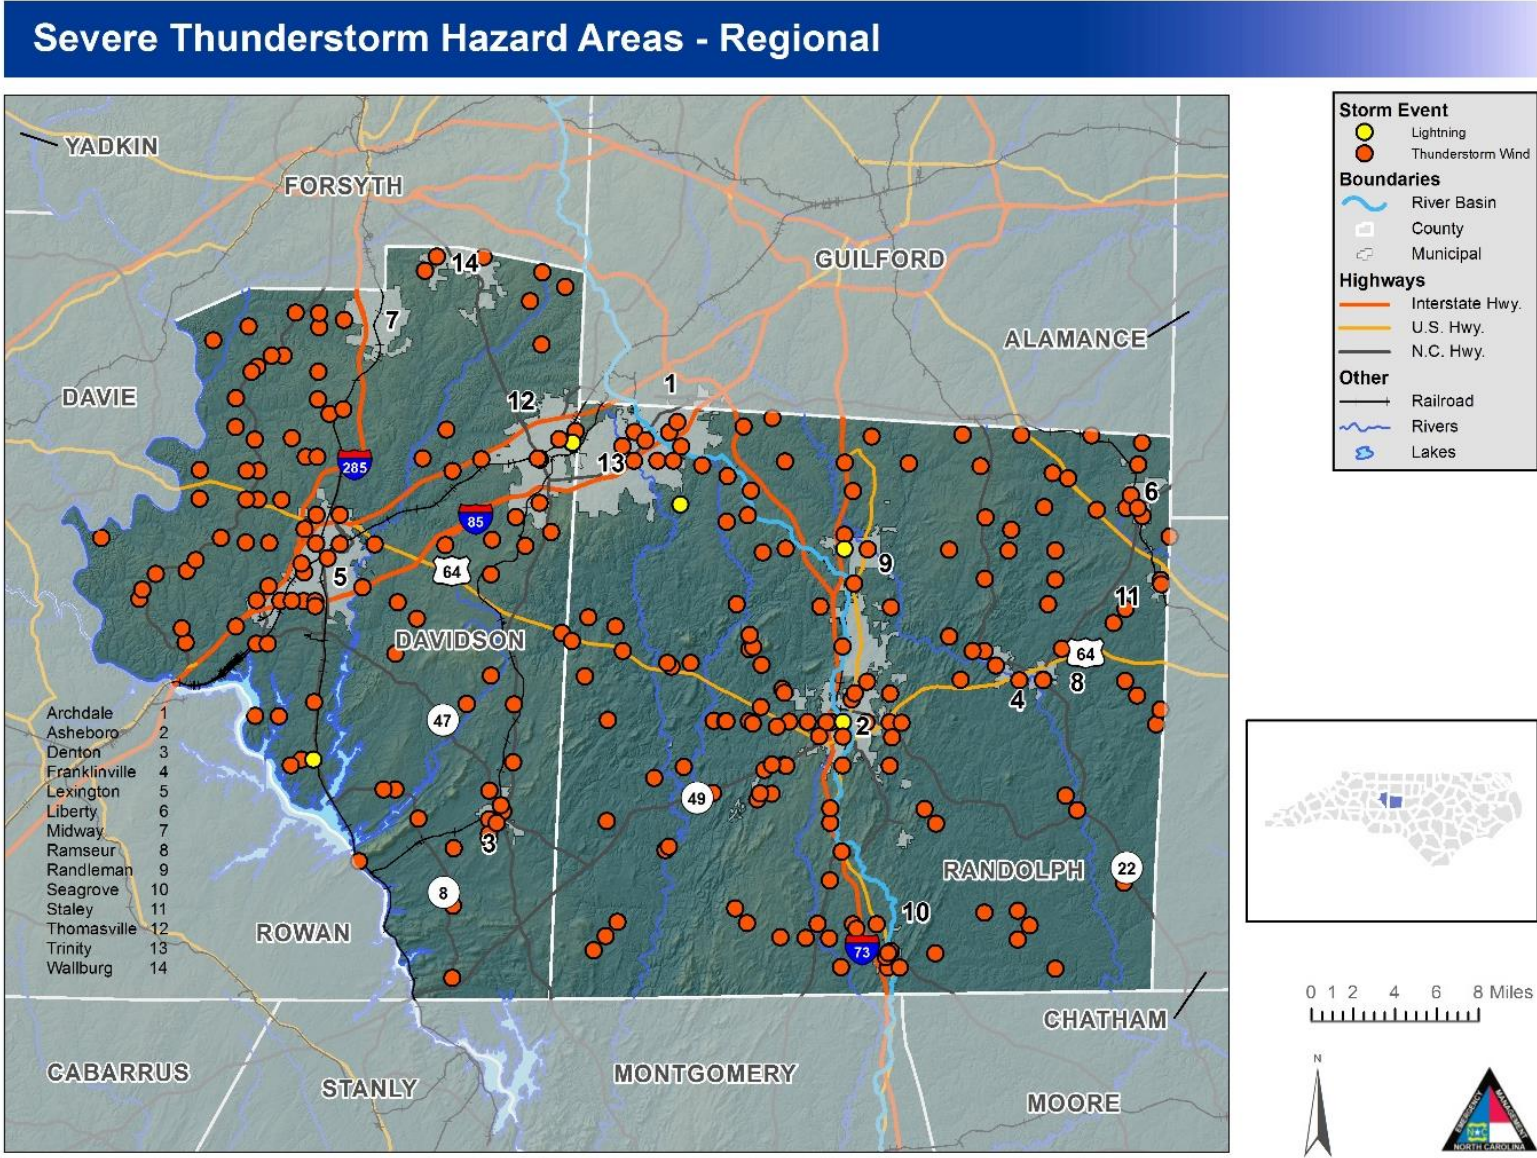 Severe Thunderstorm Hazard Areas - Regional
YADKIN
FORSYTH
GUILFORD
ALAMANCE
DAVIE
14
7
1
12
13
285
85
6
5
64
9
11
DAVIDSON
64
8
4
47
2
49
3
8
RANDOLPH
22
10
73
ROWAN
CHATHAM
CABARRUS
STANLY
MONTGOMERY
MOORE
Archdale 1
Asheboro 2
Denton 3
Franklinville 4
Lexington 5
Liberty 6
Midway 7
Ramseur 8
Randleman 9
Seagrove 10
Staley 11
Thomasville 12
Trinity 13
Wallburg 14
Storm Event
Lightning
Thunderstorm Wind
Boundaries
River Basin
County
Municipal
Highways
Interstate Hwy.
U.S. Hwy.
N.C. Hwy.
Other
Railroad
Rivers
Lakes
0 1 2 4 6 8 Miles
N
EMERGENCY
MANAGEMENT
NORTH CAROLINA